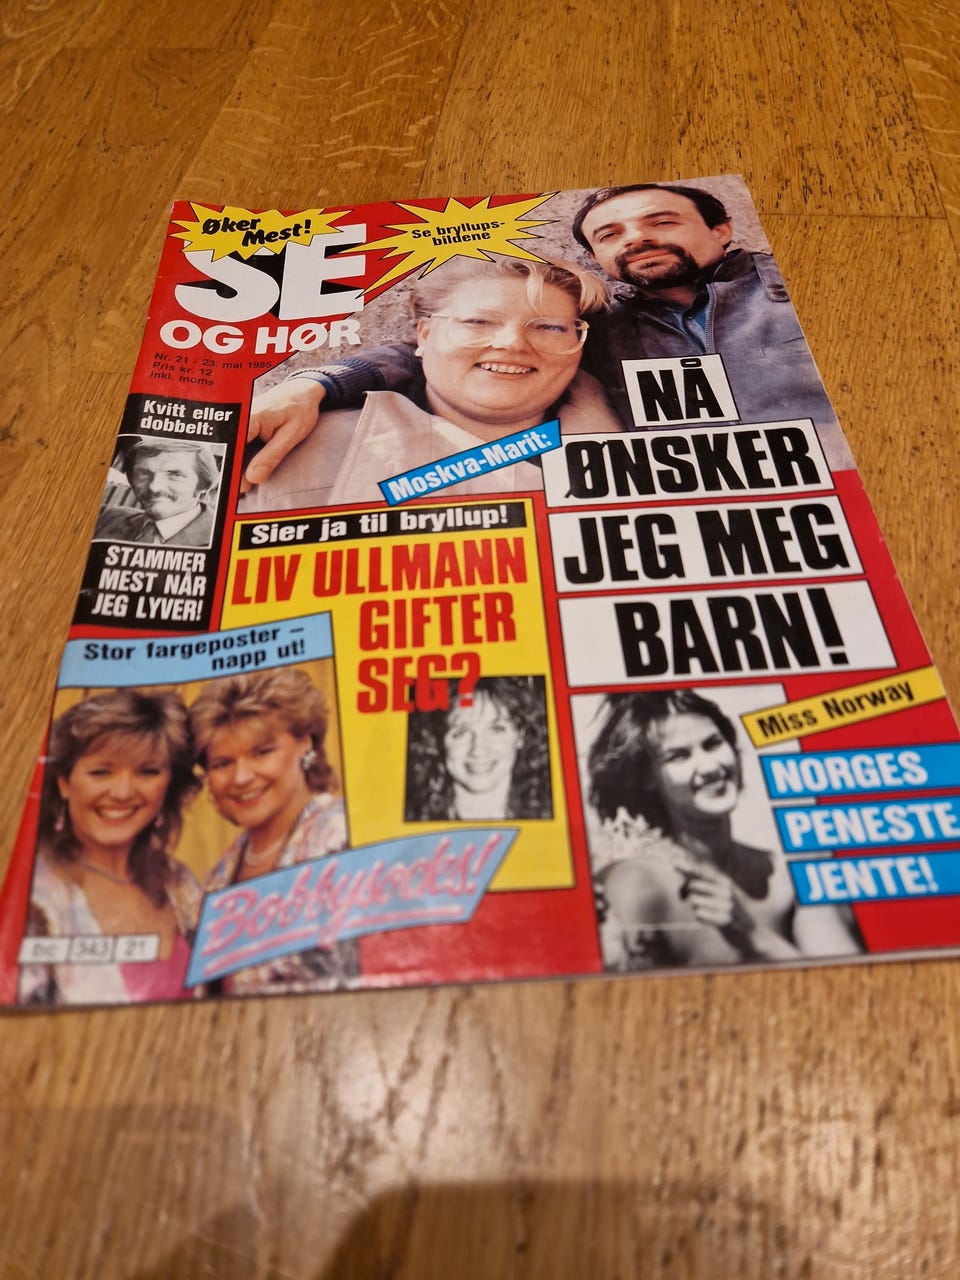 Øker
Mest!
SE
OG HØR
Nr. 21 - 23. mai 1985
Pris kr. 12
inkl. moms
Se bryllups-
bildene
Kvitt eller
dobbelt:
STAMMER
MEST NÅR
JEG LYVER!
Moskva-Marit:
NÅ
ØNSKER
JEG MEG
BARN!
Sier ja til bryllup!
LIV ULLMANN
GIFTER
SEG?
Stor fargeposter –
napp ut!
Bobbysocks!
343 21
Miss Norway
NORGES
PENESTE
JENTE!